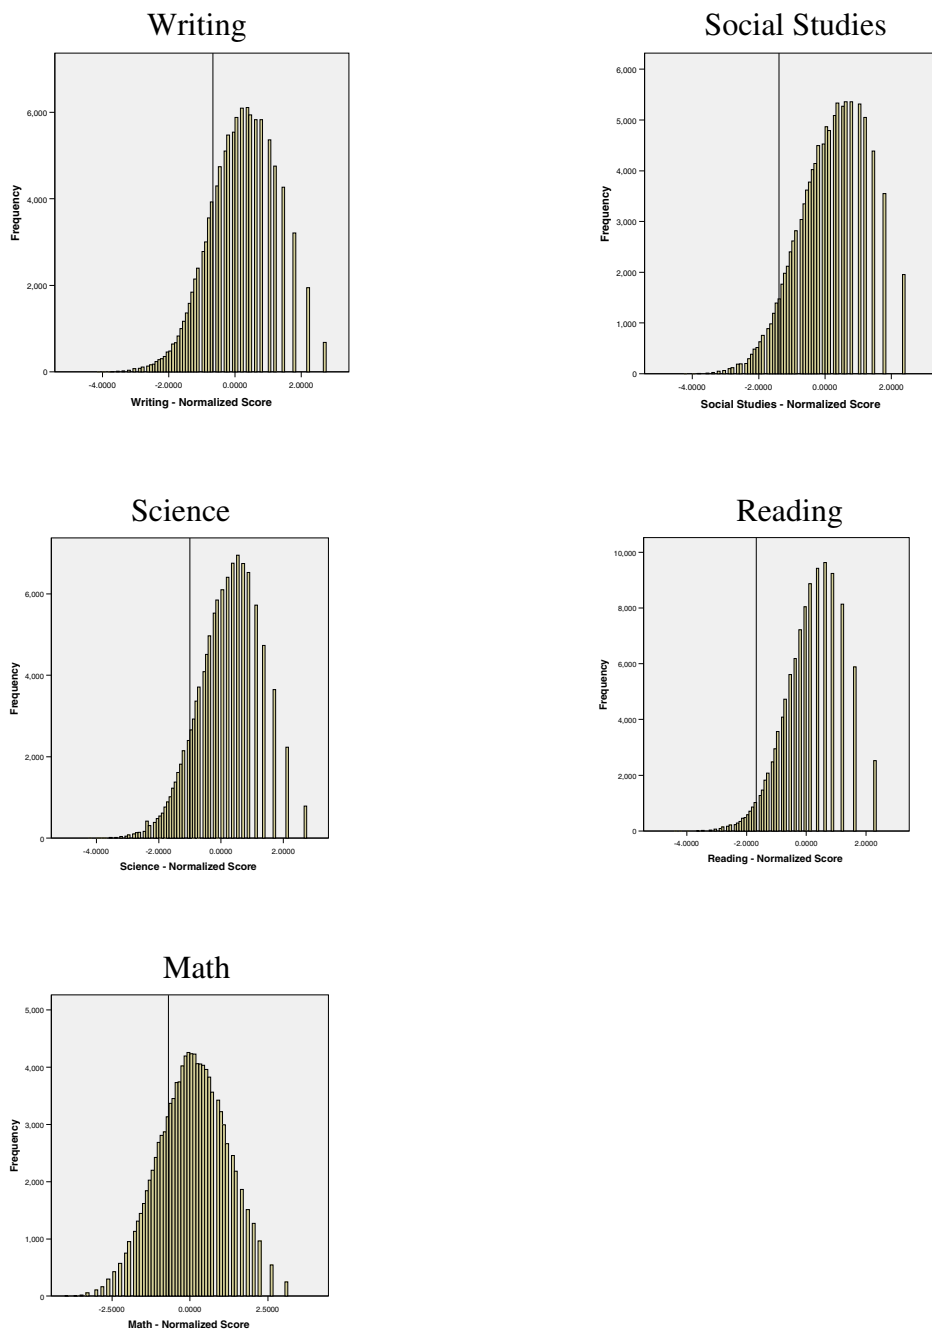 Writing
Social Studies
6,000
4,000
2,000
0
Frequency
-4.0000 -2.0000 0.0000 2.0000
Writing - Normalized Score
6,000
5,000
4,000
3,000
2,000
1,000
0
Frequency
-4.0000 -2.0000 0.0000 2.0000
Social Studies - Normalized Score
Science
Reading
6,000
4,000
2,000
0
Frequency
-4.0000 -2.0000 0.0000 2.0000
Science - Normalized Score
10,000
8,000
6,000
4,000
2,000
0
Frequency
-4.0000 -2.0000 0.0000 2.0000
Reading - Normalized Score
Math
5,000
4,000
3,000
2,000
1,000
0
Frequency
-2.5000 0.0000 2.5000
Math - Normalized Score